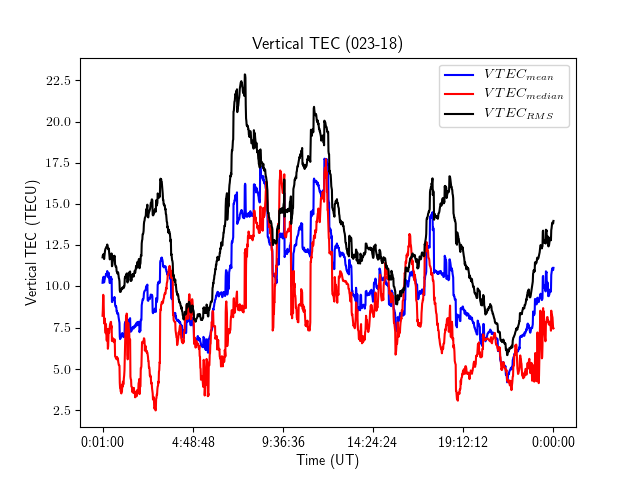 Vertical TEC (023-18)
VTEC_mean
VTEC_median
VTEC_RMS
22.5
20.0
17.5
15.0
12.5
10.0
7.5
5.0
2.5
Vertical TEC (TECU)
0:01:00 4:48:48 9:36:36 14:24:24 19:12:12 0:00:00
Time (UT)